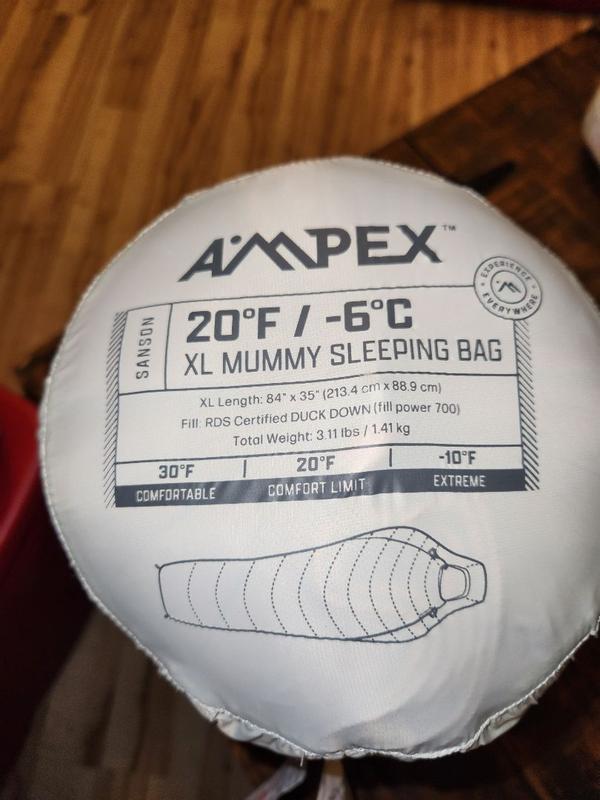 AMPEX™
EXPERIENCE EVERYWHERE
SANSON
20°F / -6°C
XL MUMMY SLEEPING BAG
XL Length: 84" x 35" (213.4 cm x 88.9 cm)
Fill: RDS Certified DUCK DOWN (fill power 700)
Total Weight: 3.11 lbs / 1.41 kg
30°F | 20°F | -10°F
COMFORTABLE COMFORT LIMIT EXTREME